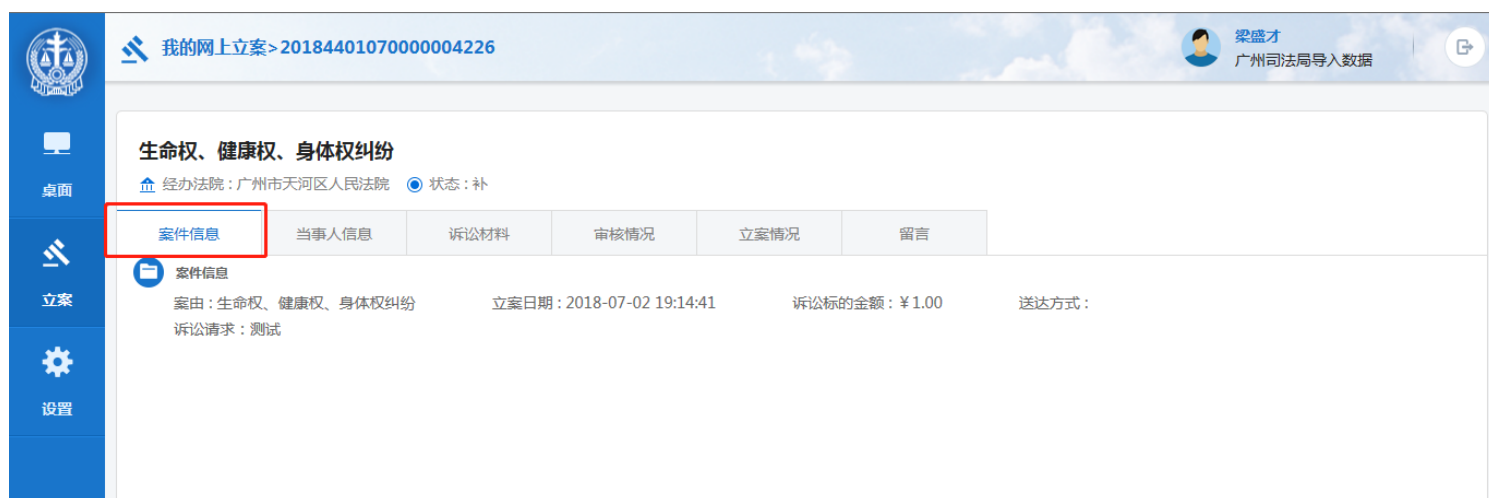 我的网上立案>20184401070000004226
梁盛才
广州司法局导入数据
桌面
立案
设置
生命权、健康权、身体权纠纷
经办法院：广州市天河区人民法院 状态：补
案件信息 当事人信息 诉讼材料 审核情况 立案情况 留言
案件信息
案由：生命权、健康权、身体权纠纷 立案日期：2018-07-02 19:14:41 诉讼标的金额：¥1.00 送达方式：
诉讼请求：测试